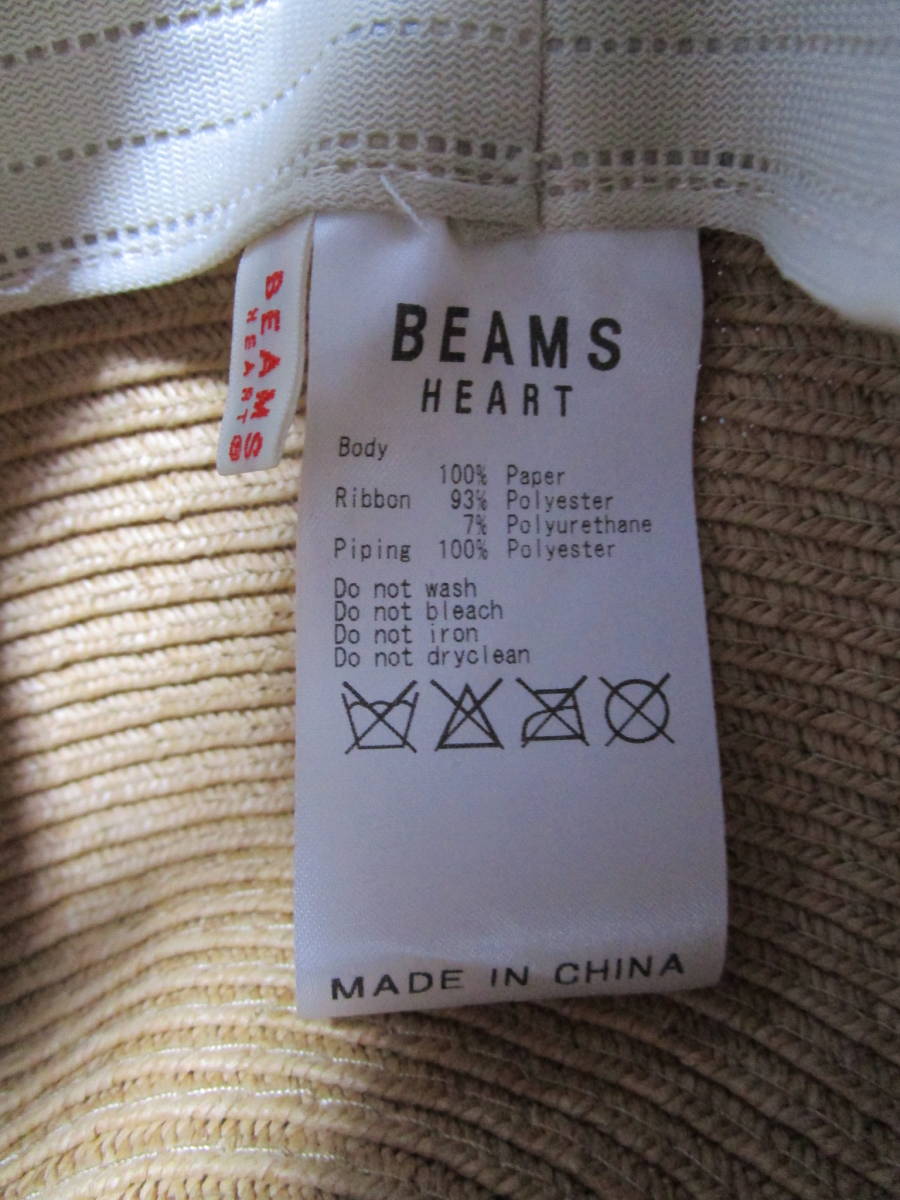 BEAMS
HEART®
BEAMS
HEART
Body
100% Paper
Ribbon 93% Polyester
7% Polyurethane
Piping 100% Polyester
Do not wash
Do not bleach
Do not iron
Do not dryclean
MADE IN CHINA